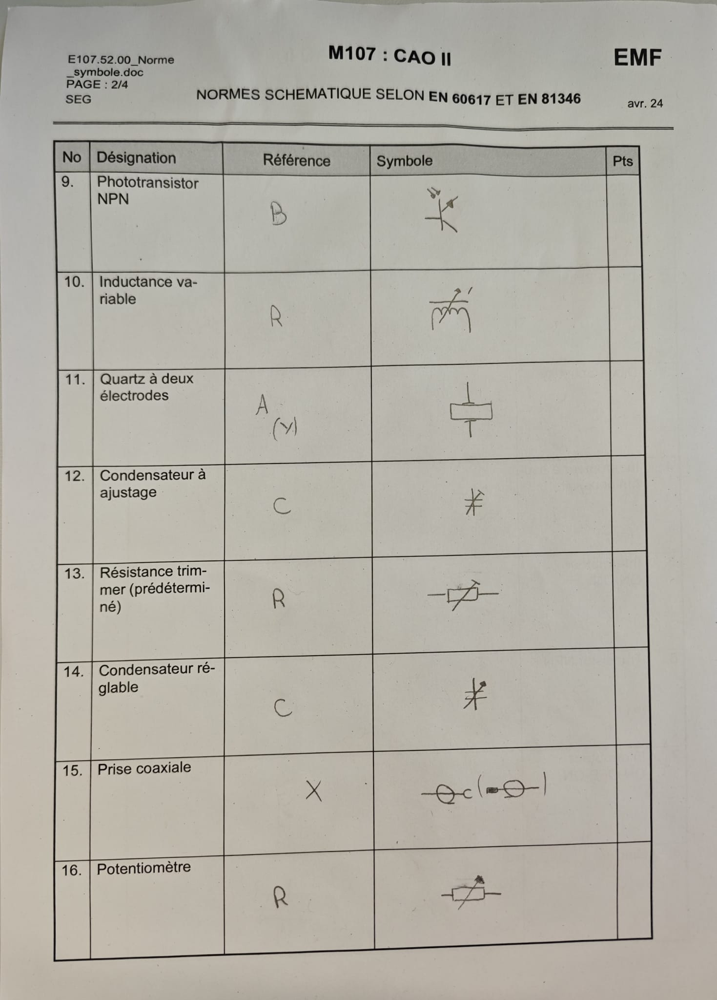 E107.52.00_Norme
_symbole.doc
PAGE : 2/4
SEG
M107 : CAO II
EMF
NORMES SCHEMATIQUE SELON EN 60617 ET EN 81346
avr. 24
No Désignation Référence Symbole Pts
9. Phototransistor
NPN
B
10. Inductance va-
riable
R
11. Quartz à deux
électrodes
A
(Y)
12. Condensateur à
ajustage
C
13. Résistance trim-
mer (prédétermi-
né)
R
14. Condensateur ré-
glable
C
15. Prise coaxiale
X
16. Potentiomètre
R